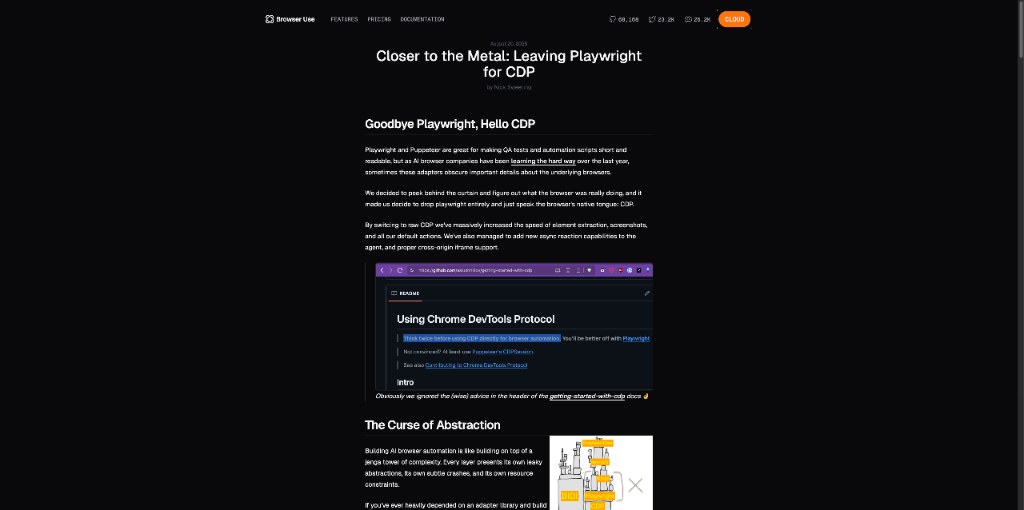 Browser Use
FEATURES
PRICING
DOCUMENTATION
69,168
23.2K
25.2K
CLOUD
August 20, 2025
Closer to the Metal: Leaving Playwright
for CDP
by Nick Sweeting
Goodbye Playwright, Hello CDP
Playwright and Puppeteer are great for making QA tests and automation scripts short and
readable, but as AI browser companies have been learning the hard way over the last year,
sometimes these adapters obscure important details about the underlying browsers.
We decided to peek behind the curtain and figure out what the browser was really doing, and it
made us decide to drop playwright entirely and just speak the browser's native tongue: CDP.
By switcing to raw CDP we've massively increased the speed of element extraction, screenshots,
and all our default actions. We've also managed to add new async reaction capabilities to the
agent, and proper cross-origin iframe support.
README
Using Chrome DevTools Protocol
Think twice before using CDP directly for browser automation. You'll be better off with Playwright
Not convinced? At least use Puppeteer's CDPSession.
See also Contributing to Chrome DevTools Protocol
Intro
Obviously we ignored the (wise) advice in the header of the getting-started-with-cdp docs 👌
The Curse of Abstraction
Building AI browser automation is like building on top of a
jenga tower of complexity. Every layer presents its own leaky
abstractions, its own subtle crashes, and its own resource
constraints.
If you've ever heavily depended on an adapter library and build
BIDI
Playwright
CDP